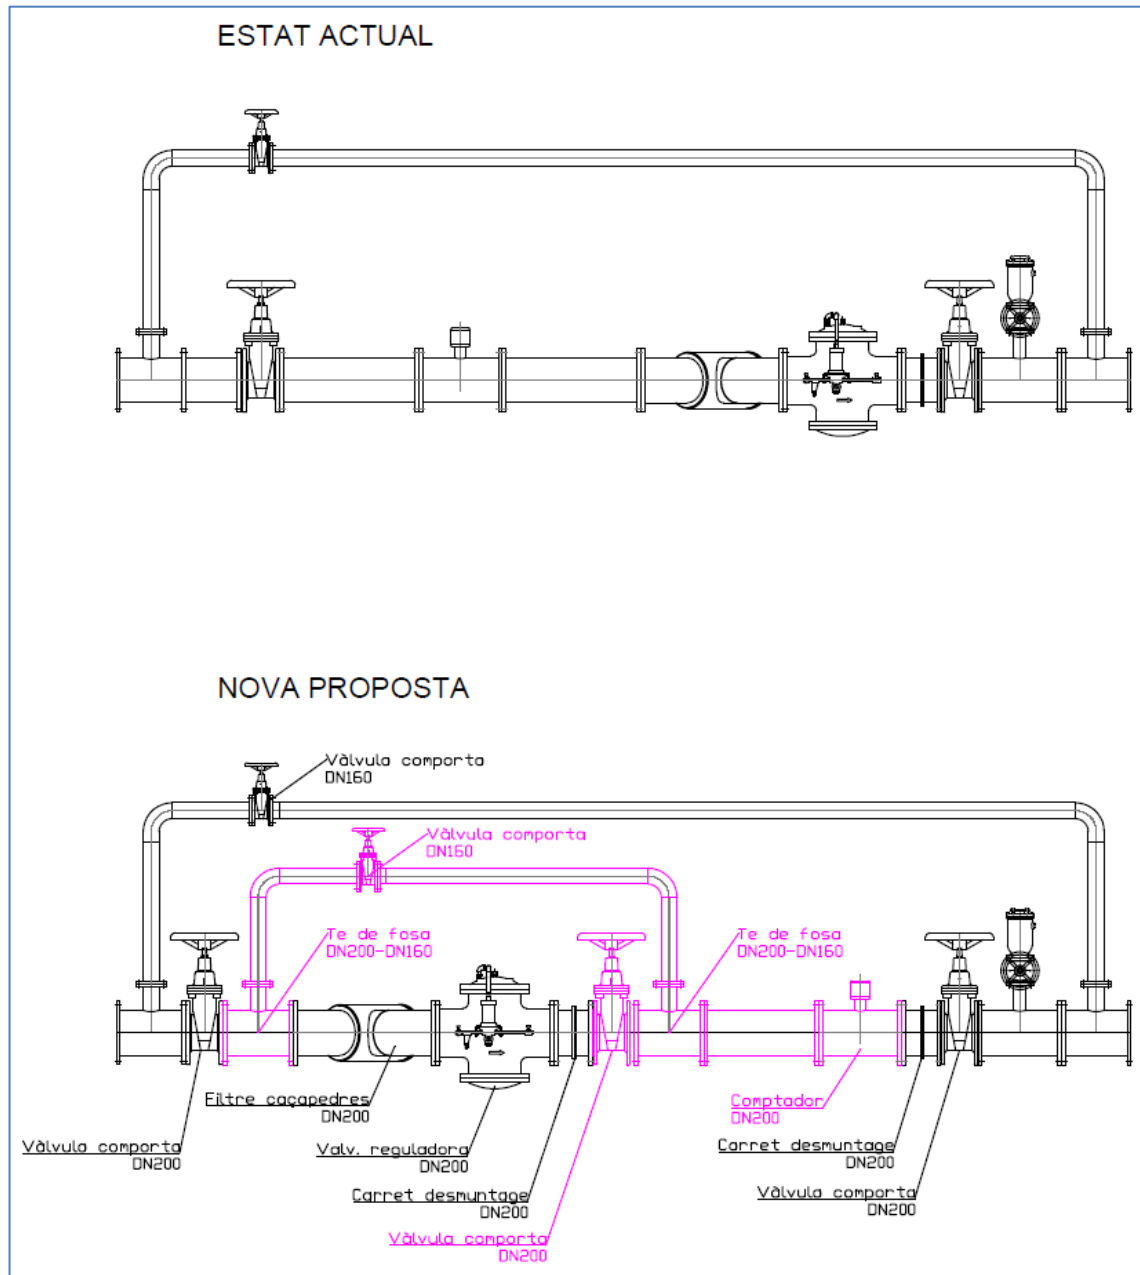 ESTAT ACTUAL
NOVA PROPOSTA
Vàlvula comporta
DN160
Vàlvula comporta
DN160
Te de fosa
DN200-DN160
Te de fosa
DN200-DN160
Filtre caçapedres
DN200
Comptador
DN200
Vàlvula comporta
DN200
Valv. reguladora
DN200
Carret desmuntage
DN200
Carret desmuntage
DN200
Vàlvula comporta
DN200
Vàlvula comporta
DN200